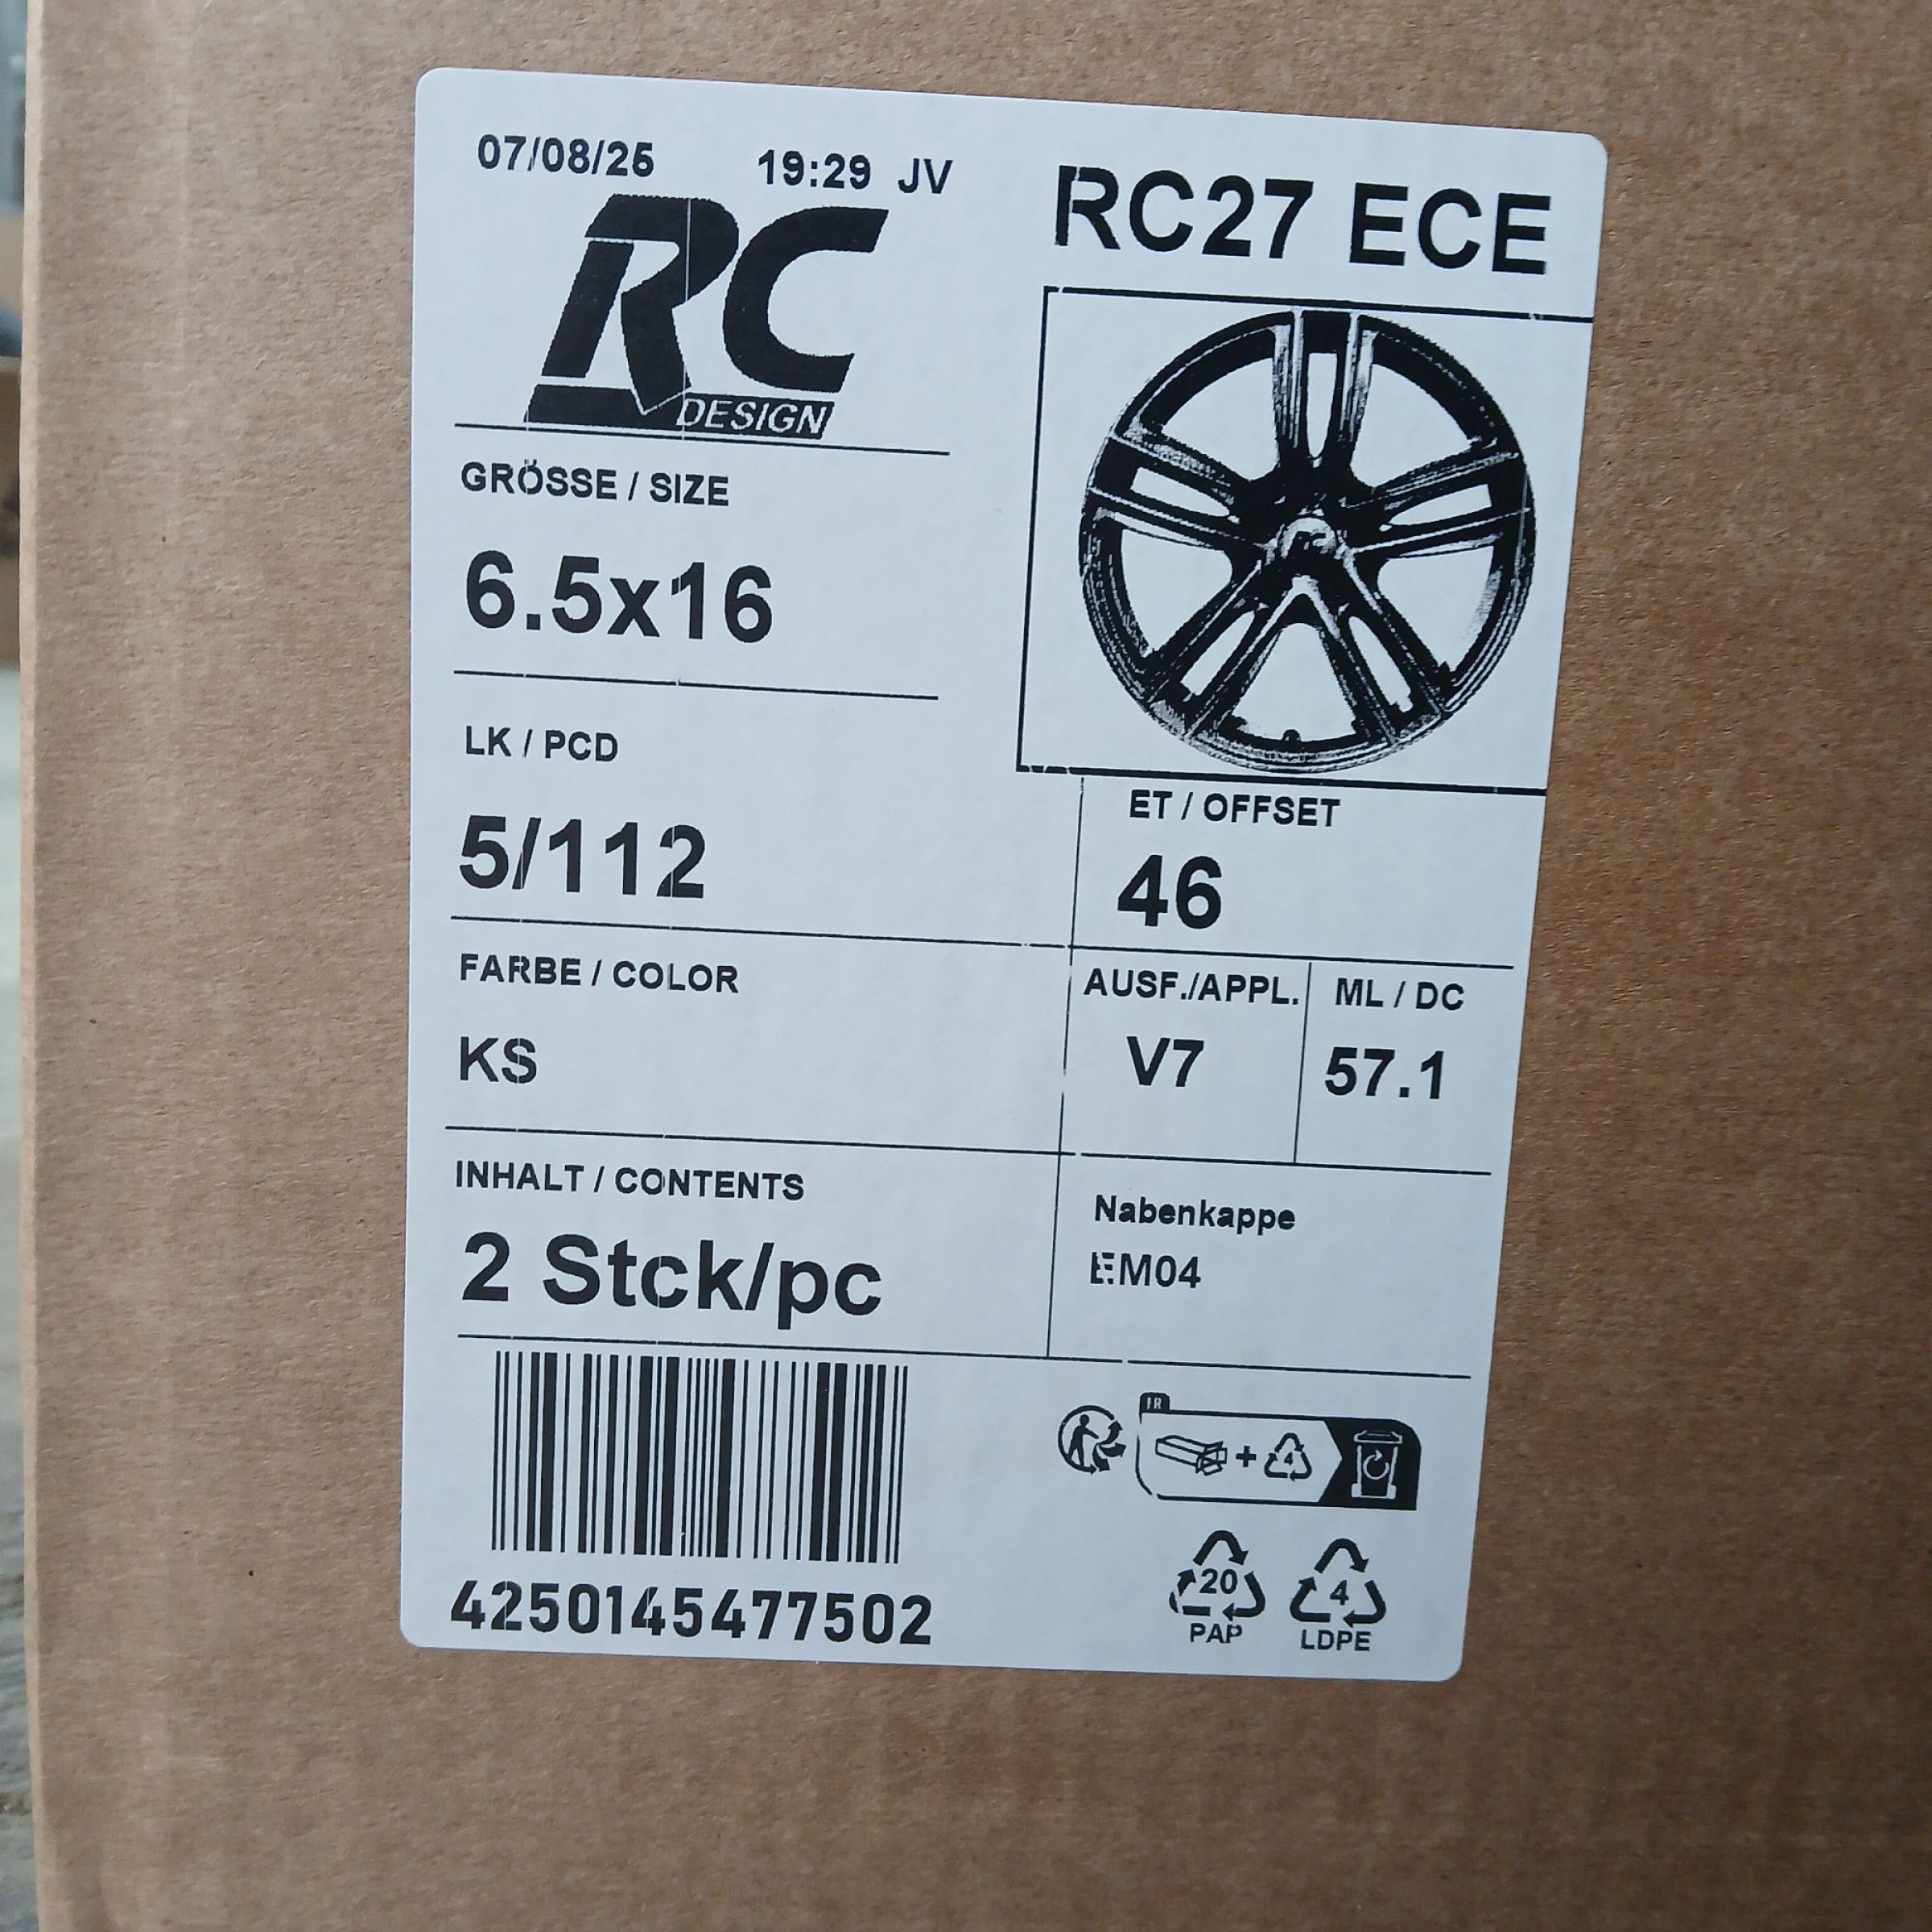 07/08/25 19:29 JV
RC
DESIGN
RC27 ECE
GRÖSSE / SIZE
6.5x16
LK / PCD
5/112
ET / OFFSET
46
FARBE / COLOR
KS
AUSF./APPL.
V7
ML / DC
57.1
INHALT / CONTENTS
2 Stck/pc
Nabenkappe
EM04
4250145477502
FR
+ 4
20
PAP
4
LDPE